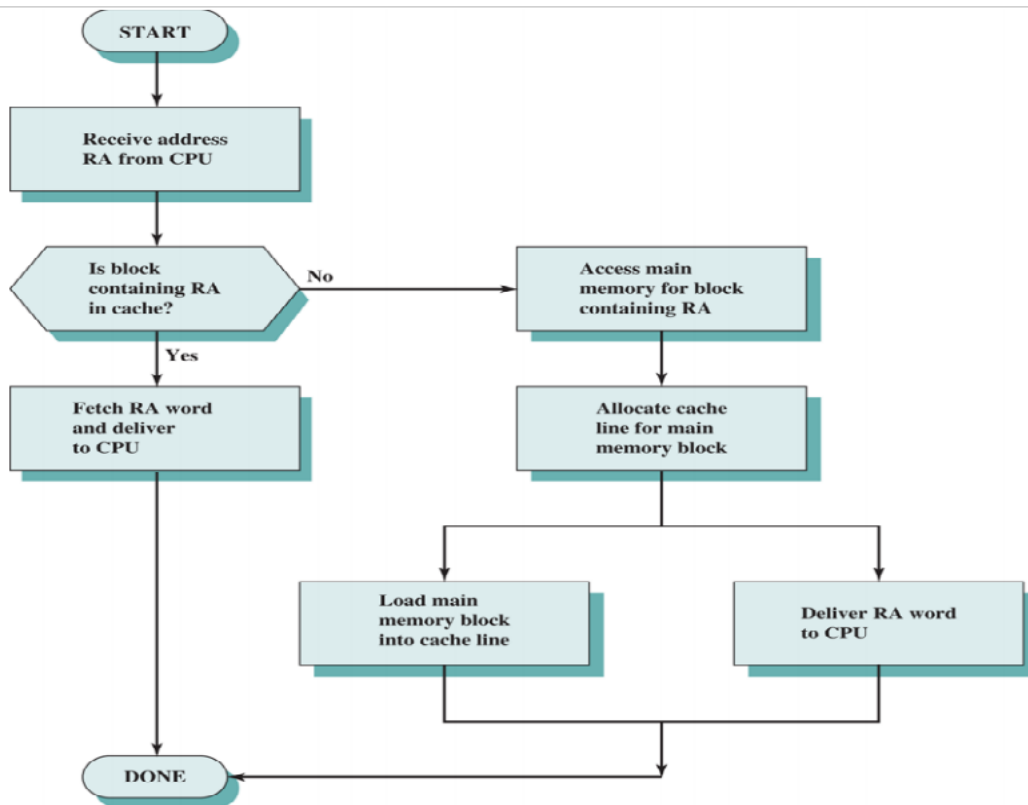 START
Receive address
RA from CPU
Is block
containing RA
in cache?
No
Access main
memory for block
containing RA
Yes
Fetch RA word
and deliver
to CPU
Allocate cache
line for main
memory block
Load main
memory block
into cache line
Deliver RA word
to CPU
DONE